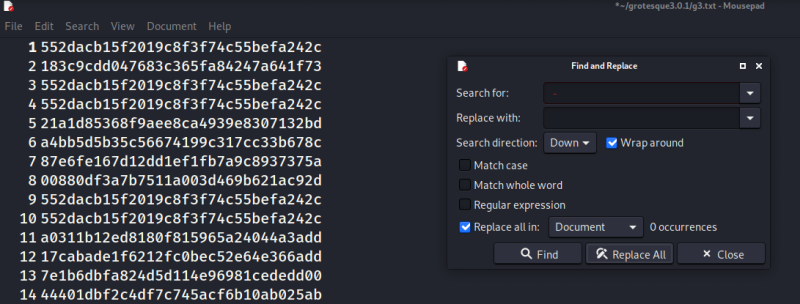 *~/grotesque3.0.1/g3.txt - Mousepad
File Edit Search View Document Help
1 552dacb15f2019c8f3f74c55befa242c
2 183c9cdd047683c365fa84247a641f73
3 552dacb15f2019c8f3f74c55befa242c
4 552dacb15f2019c8f3f74c55befa242c
5 21a1d85368f9aee8ca4939e8307132bd
6 a4bb5d5b35c56674199c317cc33b678c
7 87e6fe167d12dd1ef1fb7a9c8937375a
8 00880df3a7b7511a003d469b621ac92d
9 552dacb15f2019c8f3f74c55befa242c
10 552dacb15f2019c8f3f74c55befa242c
11 a0311b12ed8180f815965a24044a3add
12 17cabade1f6212fc0bec52e64e366add
13 7e1b6dbfa824d5d114e96981cededd00
14 44401dbf2c4df7c745acf6b10ab025ab
Find and Replace
Search for: -
Replace with:
Search direction: Down Wrap around
Match case
Match whole word
Regular expression
Replace all in: Document 0 occurrences
Find Replace All Close